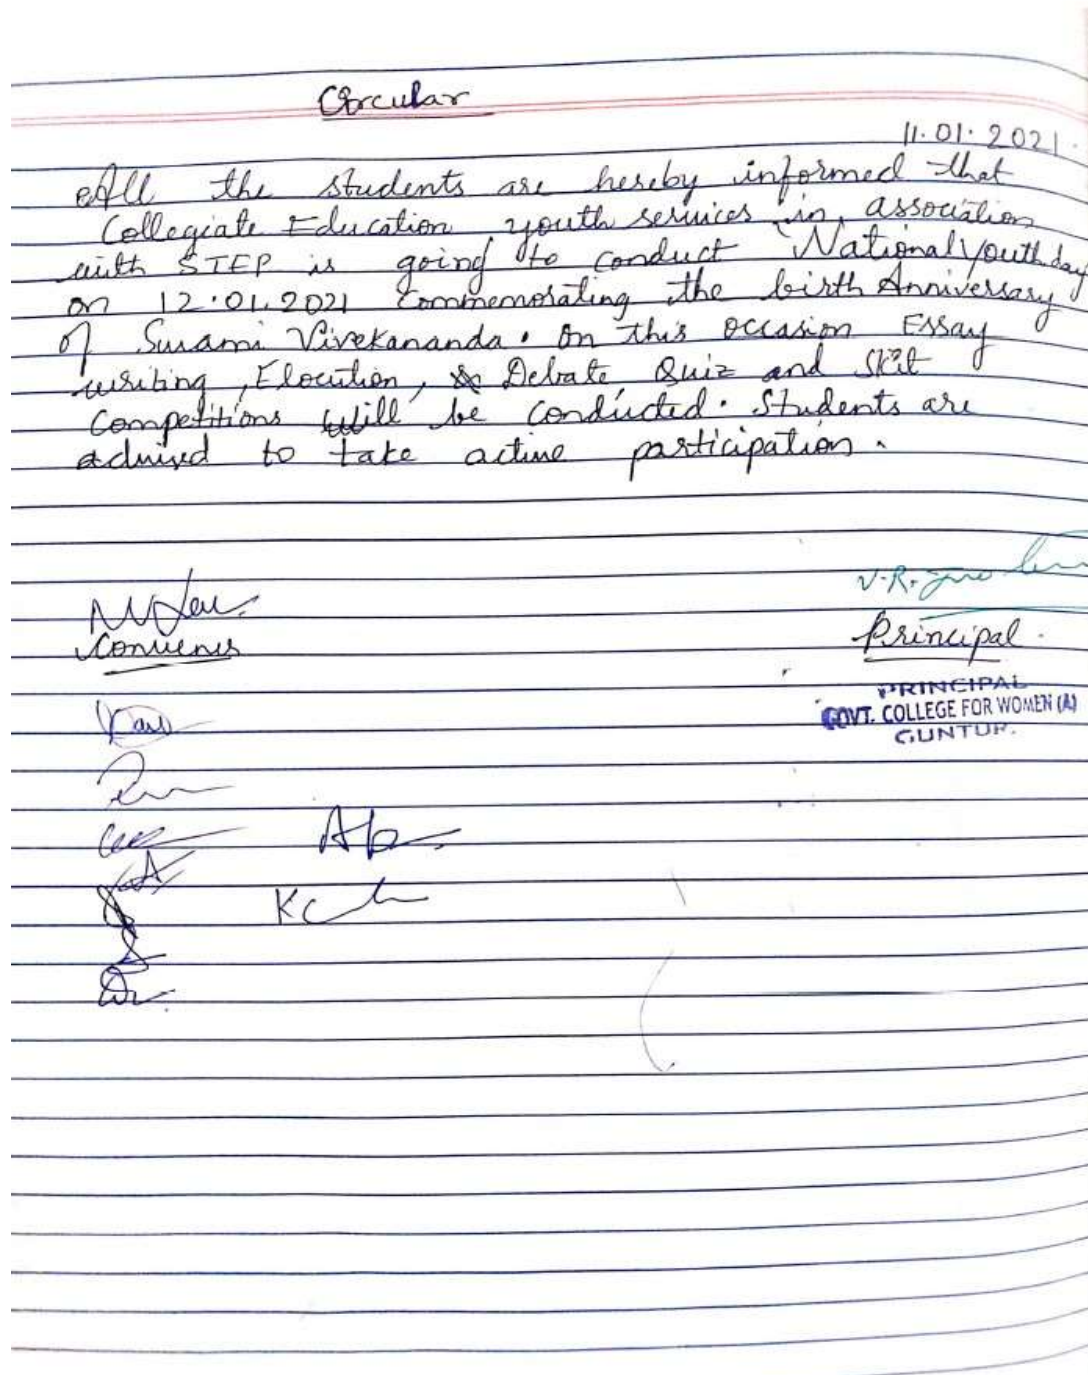 Circular
11.01.2021.
All the students are hereby informed that
Collegiate Education youth services in association
with STEP is going to conduct National Youth day
on 12.01.2021 Commemorating the birth Anniversary
of Swami Vivekananda. On this occasion Essay
writing, Elocution, Debate, Quiz and Skit
Competitions will be conducted. Students are
advised to take active participation.
Convener
Principal.
PRINCIPAL
GOVT. COLLEGE FOR WOMEN (A)
GUNTUR.